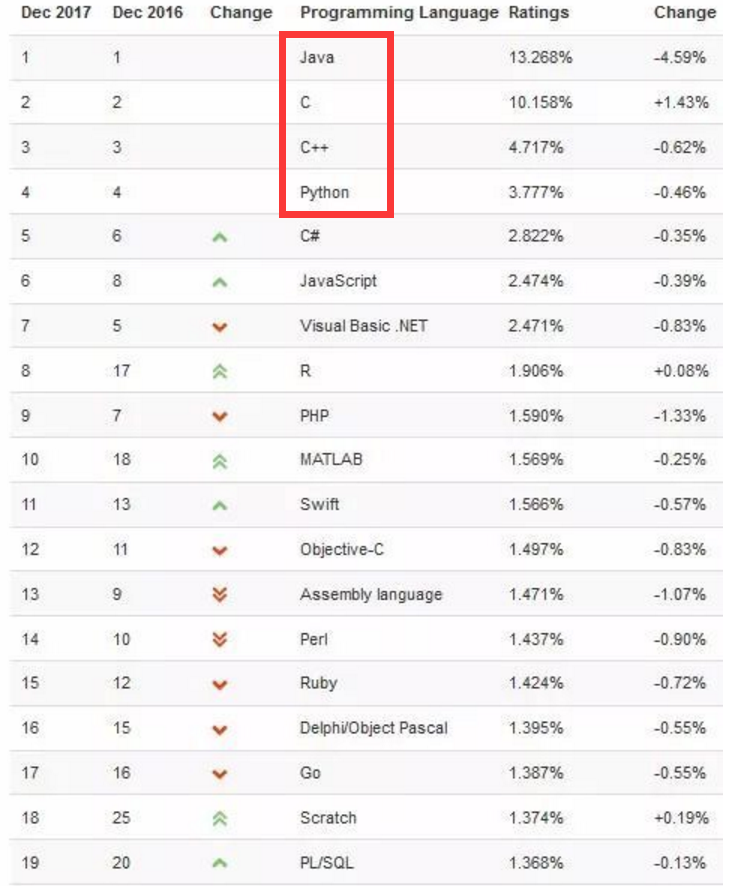 Dec 2017 Dec 2016 Change Programming Language Ratings Change
1 1 Java 13.268% -4.59%
2 2 C 10.158% +1.43%
3 3 C++ 4.717% -0.62%
4 4 Python 3.777% -0.46%
5 6 C# 2.822% -0.35%
6 8 JavaScript 2.474% -0.39%
7 5 Visual Basic .NET 2.471% -0.83%
8 17 R 1.906% +0.08%
9 7 PHP 1.590% -1.33%
10 18 MATLAB 1.569% -0.25%
11 13 Swift 1.566% -0.57%
12 11 Objective-C 1.497% -0.83%
13 9 Assembly language 1.471% -1.07%
14 10 Perl 1.437% -0.90%
15 12 Ruby 1.424% -0.72%
16 15 Delphi/Object Pascal 1.395% -0.55%
17 16 Go 1.387% -0.55%
18 25 Scratch 1.374% +0.19%
19 20 PL/SQL 1.368% -0.13%